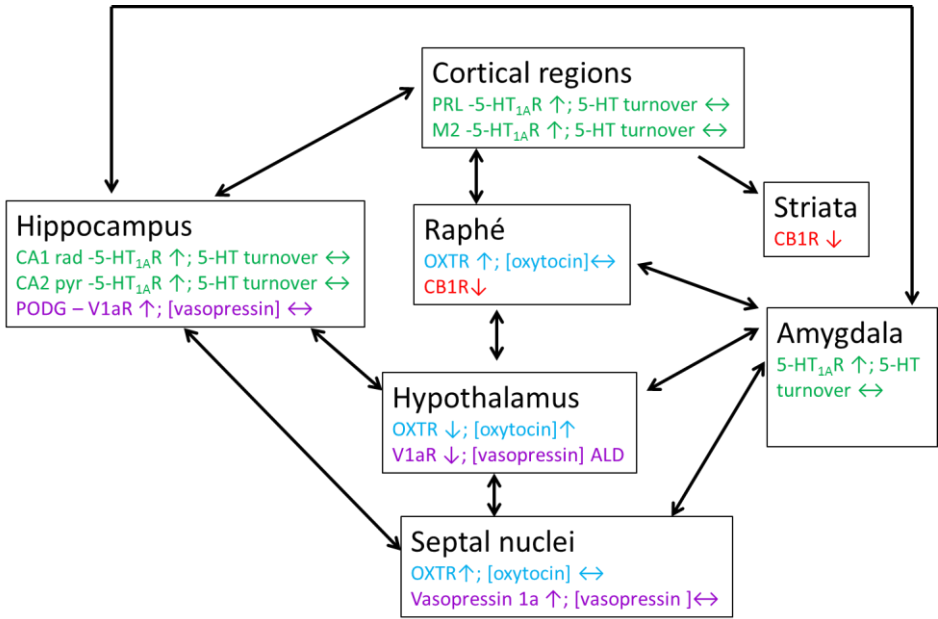 Cortical regions
PRL -5-HT1AR ↑; 5-HT turnover ↔
M2 -5-HT1AR ↑; 5-HT turnover ↔
Hippocampus
CA1 rad -5-HT1AR ↑; 5-HT turnover ↔
CA2 pyr -5-HT1AR ↑; 5-HT turnover ↔
PODG – V1aR ↑; [vasopressin] ↔
Raphé
OXTR ↑; [oxytocin]↔
CB1R↓
Striata
CB1R ↓
Amygdala
5-HT1AR ↑; 5-HT
turnover ↔
Hypothalamus
OXTR ↓; [oxytocin]↑
V1aR ↓; [vasopressin] ALD
Septal nuclei
OXTR↑; [oxytocin] ↔
Vasopressin 1a ↑; [vasopressin ]↔